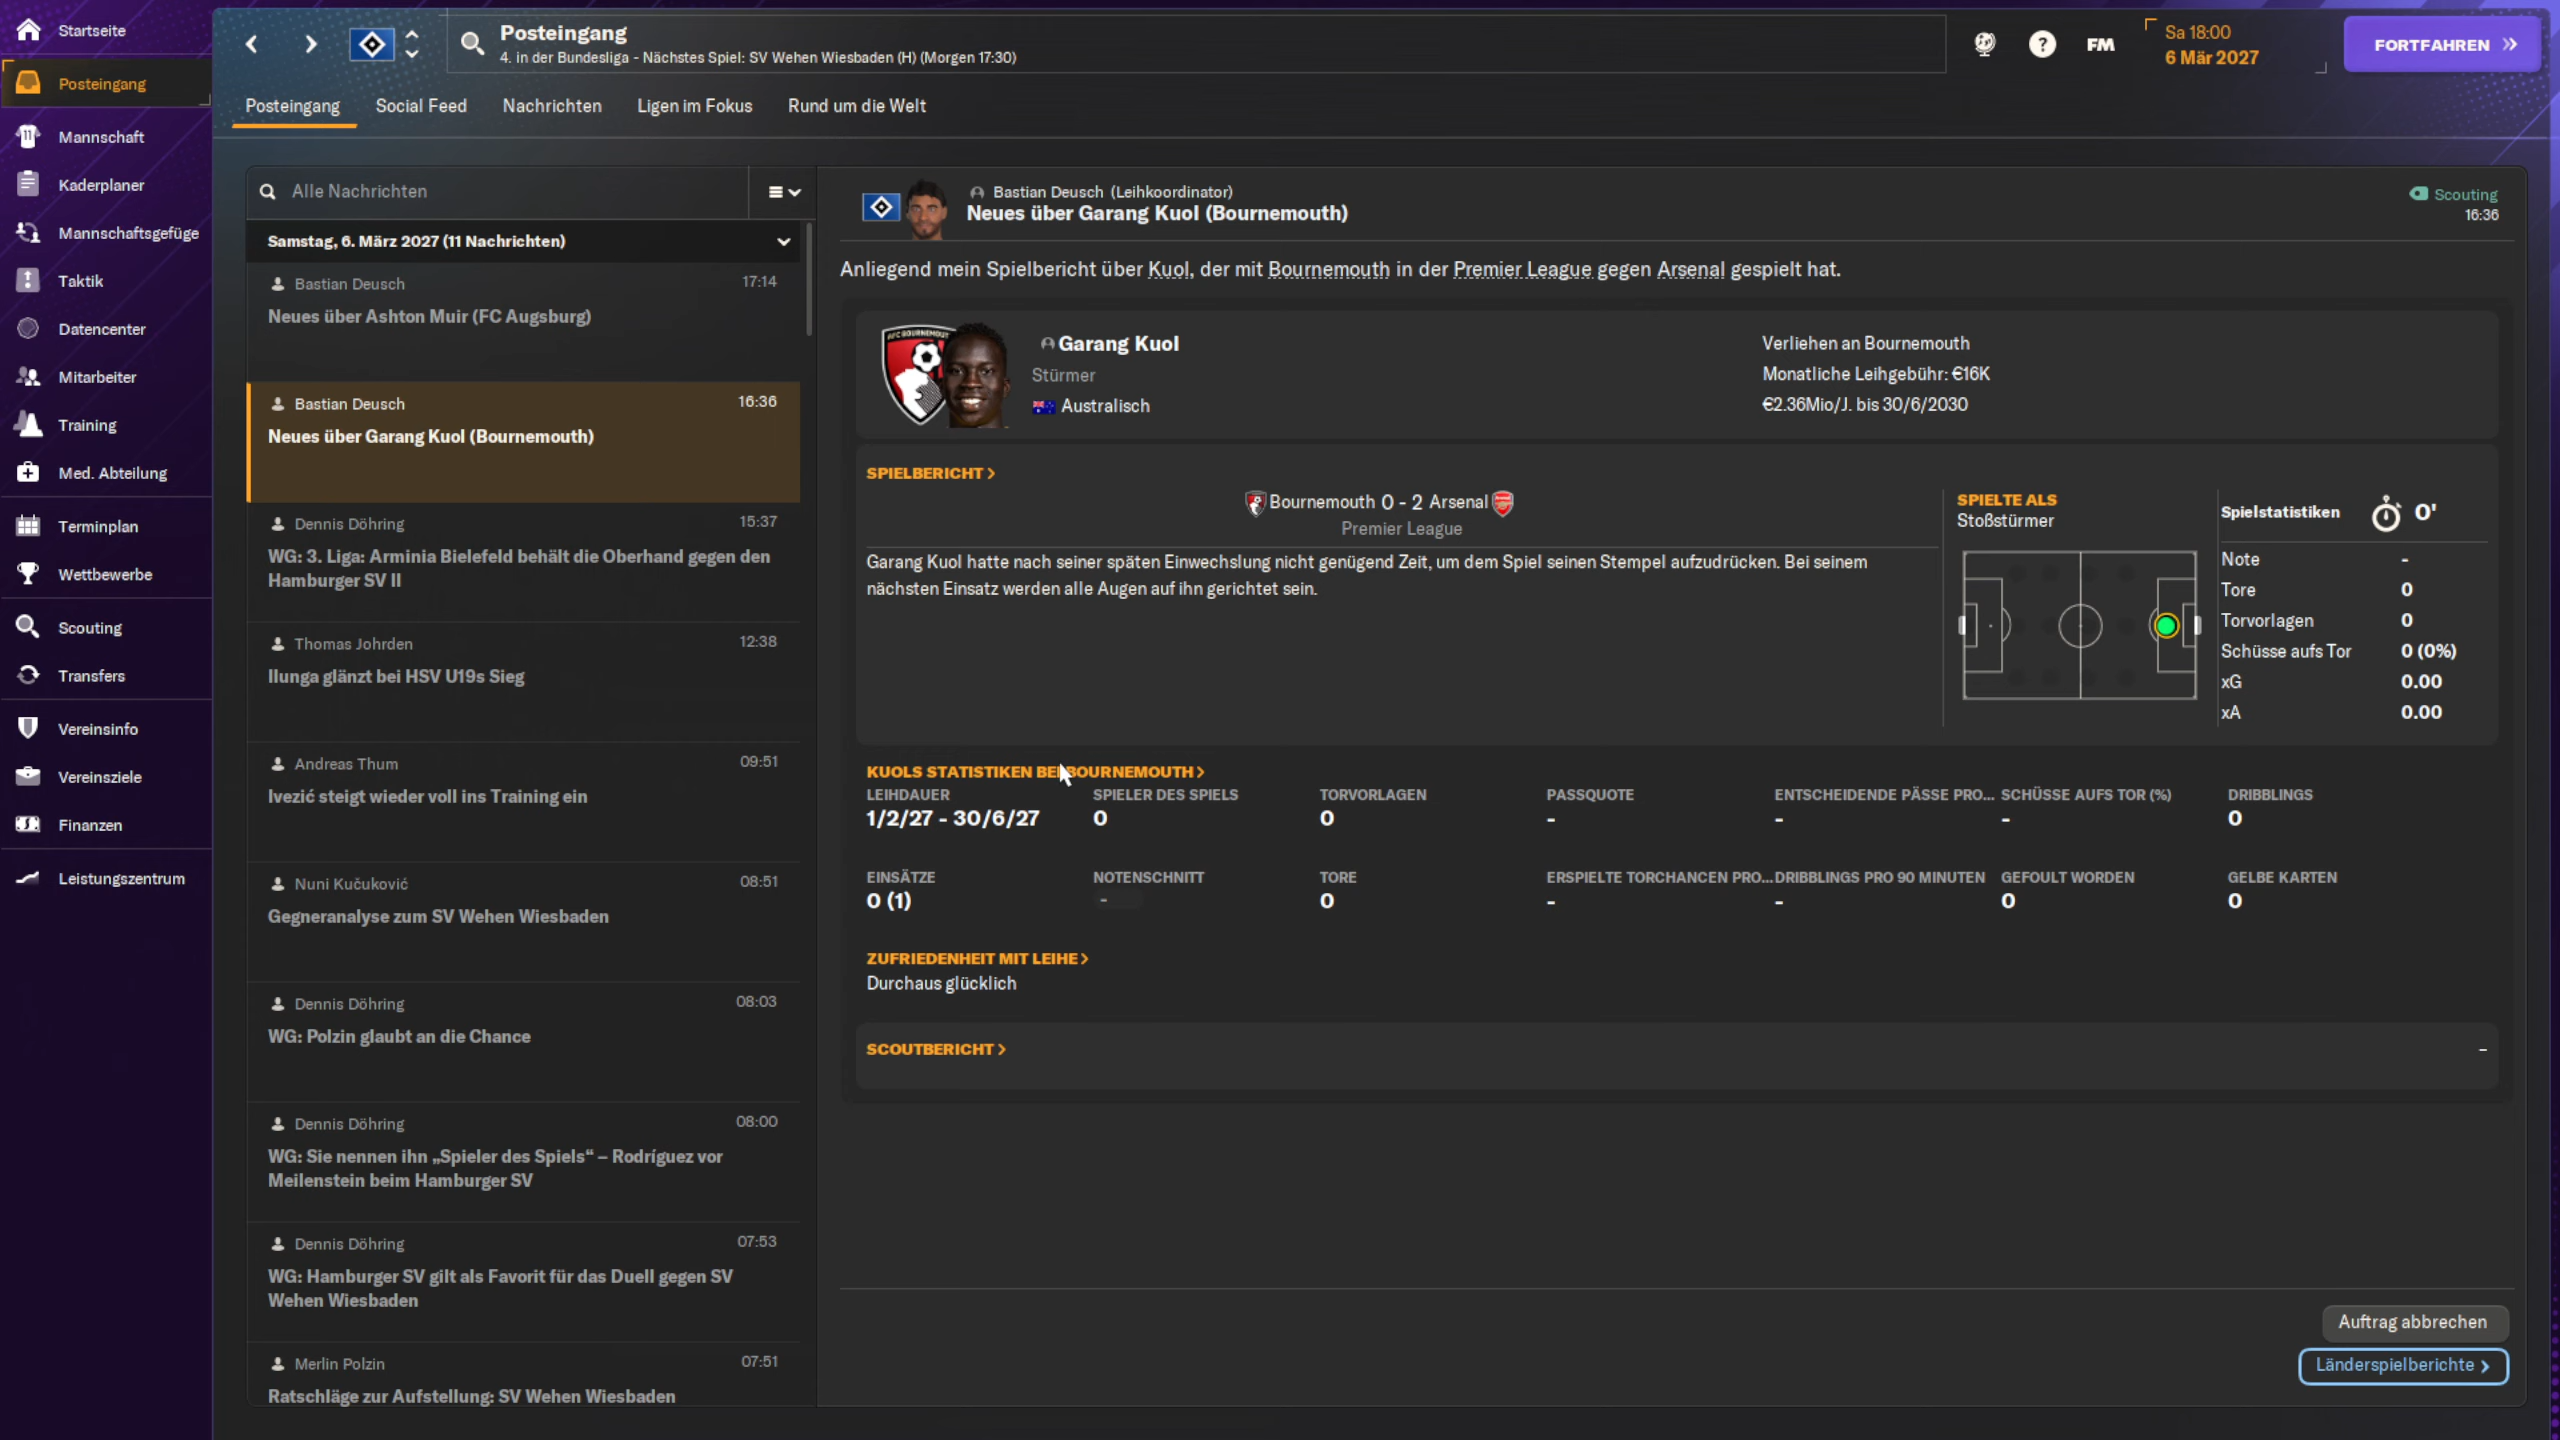 Startseite
Posteingang
Mannschaft
Kaderplaner
Mannschaftsgefüge
Taktik
Datencenter
Mitarbeiter
Training
Med. Abteilung
Terminplan
Wettbewerbe
Scouting
Transfers
Vereinsinfo
Vereinsziele
Finanzen
Leistungszentrum
Posteingang
4. in der Bundesliga - Nächstes Spiel: SV Wehen Wiesbaden (H) (Morgen 17:30)
FM
Sa 18:00
6 Mär 2027
FORTFAHREN
Posteingang Social Feed Nachrichten Ligen im Fokus Rund um die Welt
Alle Nachrichten
Samstag, 6. März 2027 (11 Nachrichten)
Bastian Deusch 17:14
Neues über Ashton Muir (FC Augsburg)
Bastian Deusch 16:36
Neues über Garang Kuol (Bournemouth)
Dennis Döhring 15:37
WG: 3. Liga: Arminia Bielefeld behält die Oberhand gegen den
Hamburger SV II
Thomas Johrden 12:38
Ilunga glänzt bei HSV U19s Sieg
Andreas Thum 09:51
Ivezić steigt wieder voll ins Training ein
Nuni Kučuković 08:51
Gegneranalyse zum SV Wehen Wiesbaden
Dennis Döhring 08:03
WG: Polzin glaubt an die Chance
Dennis Döhring 08:00
WG: Sie nennen ihn „Spieler des Spiels“ – Rodríguez vor
Meilenstein beim Hamburger SV
Dennis Döhring 07:53
WG: Hamburger SV gilt als Favorit für das Duell gegen SV
Wehen Wiesbaden
Merlin Polzin 07:51
Ratschläge zur Aufstellung: SV Wehen Wiesbaden
Bastian Deusch (Leihkoordinator)
Neues über Garang Kuol (Bournemouth)
Scouting
16:36
Anliegend mein Spielbericht über Kuol, der mit Bournemouth in der Premier League gegen Arsenal gespielt hat.
Garang Kuol
Stürmer
Australisch
Verliehen an Bournemouth
Monatliche Leihgebühr: €16K
€2.36Mio/J. bis 30/6/2030
SPIELBERICHT >
Bournemouth 0 - 2 Arsenal
Premier League
Garang Kuol hatte nach seiner späten Einwechslung nicht genügend Zeit, um dem Spiel seinen Stempel aufzudrücken. Bei seinem
nächsten Einsatz werden alle Augen auf ihn gerichtet sein.
SPIELTE ALS
Stoßstürmer
Spielstatistiken 0'
Note -
Tore 0
Torvorlagen 0
Schüsse aufs Tor 0 (0%)
xG 0.00
xA 0.00
KUOLS STATISTIKEN BEI BOURNEMOUTH >
LEIHDAUER SPIELER DES SPIELS TORVORLAGEN PASSQUOTE ENTSCHEIDENDE PÄSSE PRO... SCHÜSSE AUFS TOR (%) DRIBBLINGS
1/2/27 - 30/6/27 0 0 - - - 0
EINSÄTZE NOTENSCHNITT TORE ERSPIELTE TORCHANCEN PRO... DRIBBLINGS PRO 90 MINUTEN GEFOULT WORDEN GELBE KARTEN
0 (1) - 0 - - 0 0
ZUFRIEDENHEIT MIT LEIHE >
Durchaus glücklich
SCOUTBERICHT > -
Auftrag abbrechen
Länderspielberichte >